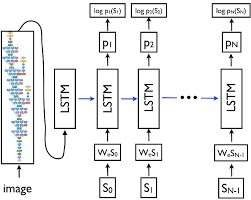 log p₁(S₁) log p₂(S₂) log pN(SN)
p₁ p₂ pN
LSTM LSTM LSTM LSTM
WₑS₀ WₑS₁ WₑSN-1
image S₀ S₁ SN-1